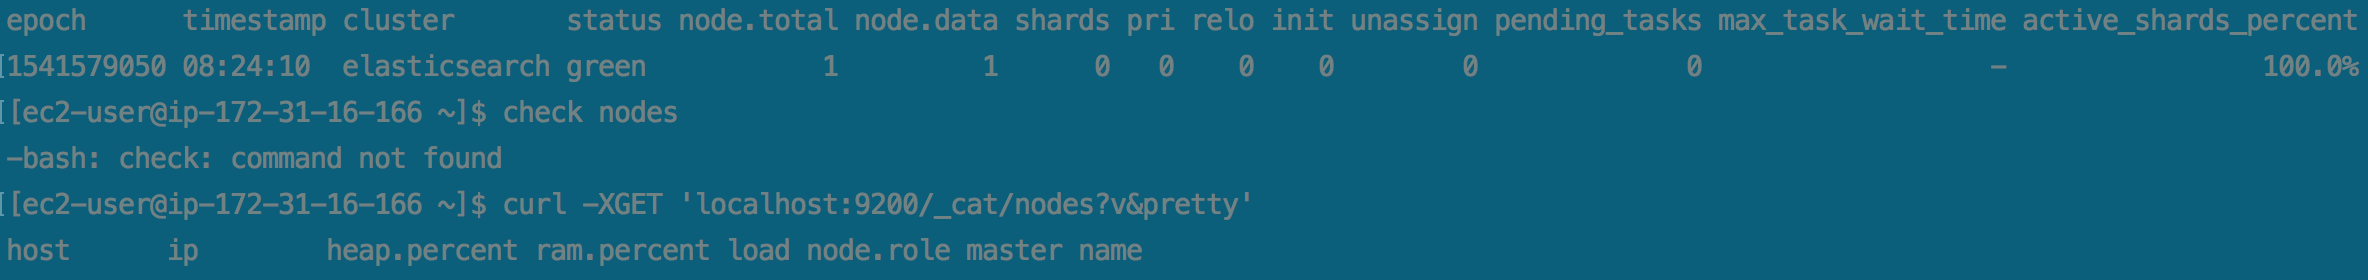 epoch timestamp cluster status node.total node.data shards pri relo init unassign pending_tasks max_task_wait_time active_shards_percent
[1541579050 08:24:10 elasticsearch green 1 1 0 0 0 0 0 0 - 100.0%
[[ec2-user@ip-172-31-16-166 ~]$ check nodes
-bash: check: command not found
[[ec2-user@ip-172-31-16-166 ~]$ curl -XGET 'localhost:9200/_cat/nodes?v&pretty'
host ip heap.percent ram.percent load node.role master name